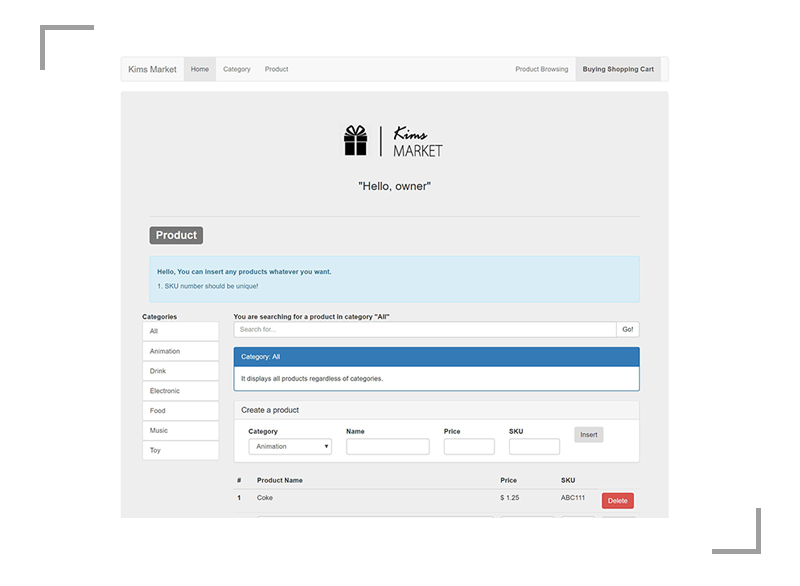 Kims Market Home Category Product Product Browsing Buying Shopping Cart
Kims
MARKET
"Hello, owner"
Product
Hello, You can insert any products whatever you want.
1. SKU number should be unique!
Categories
All
Animation
Drink
Electronic
Food
Music
Toy
You are searching for a product in category "All"
Search for... Go!
Category: All
It displays all products regardless of categories.
Create a product
Category Name Price SKU
Animation Insert
# Product Name Price SKU
1 Coke $ 1.25 ABC111 Delete